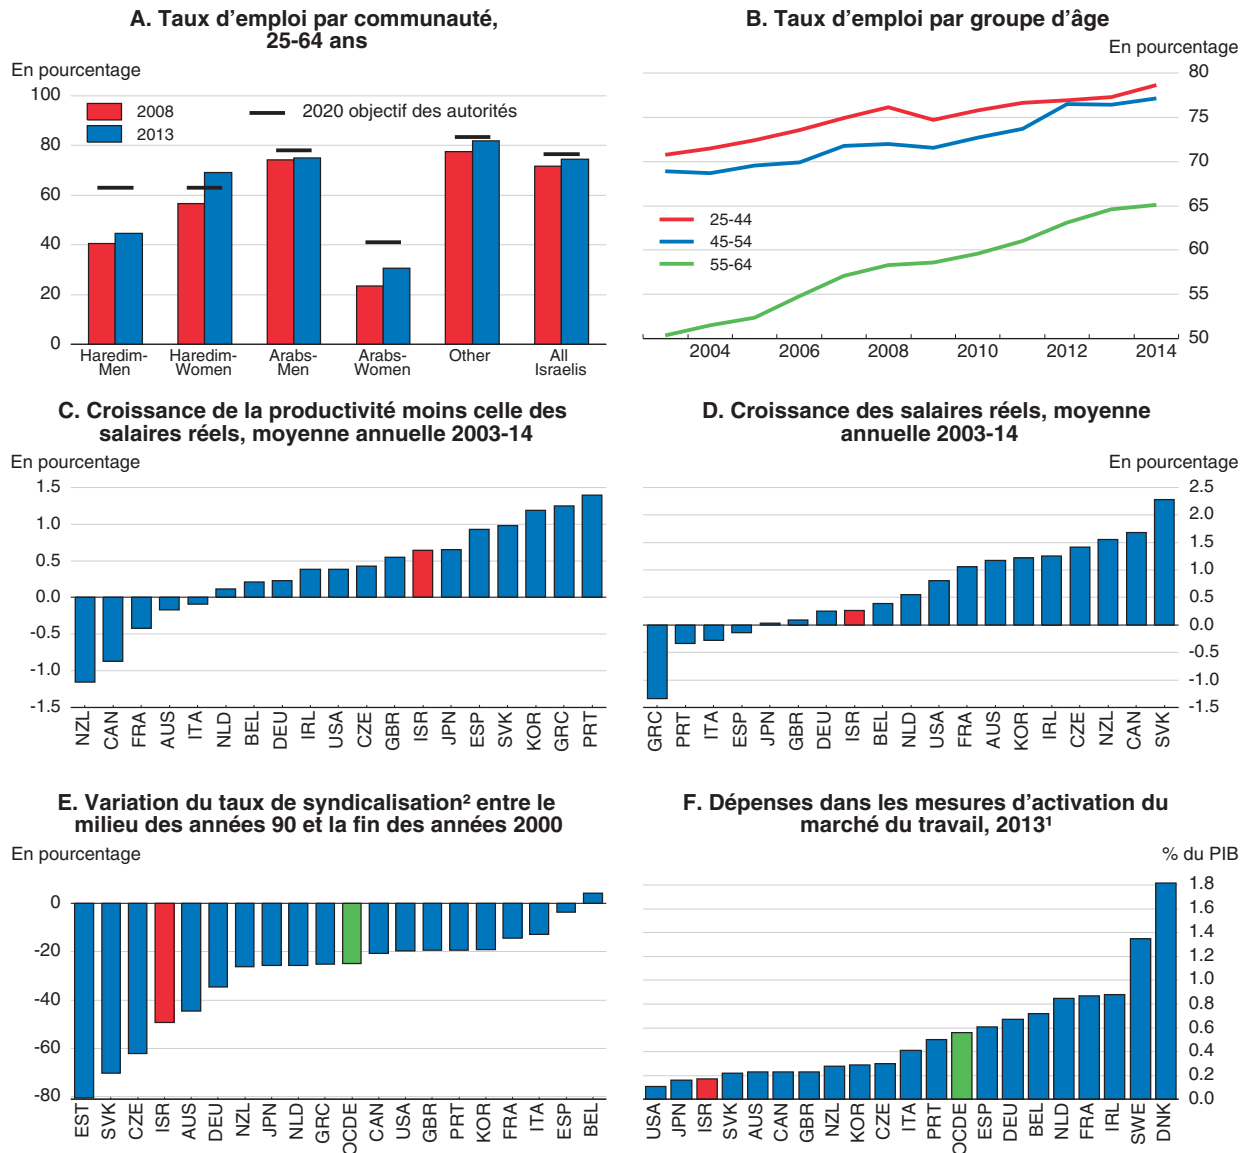 A. Taux d'emploi par communauté,
25-64 ans
En pourcentage
100
80
60
40
20
0
2008
2013
2020 objectif des autorités
Haredim-
Men
Haredim-
Women
Arabs-
Men
Arabs-
Women
Other
All
Israelis
B. Taux d'emploi par groupe d'âge
En pourcentage
80
75
70
65
60
55
50
25-44
45-54
55-64
2004 2006 2008 2010 2012 2014
C. Croissance de la productivité moins celle des
salaires réels, moyenne annuelle 2003-14
En pourcentage
1.5
1.0
0.5
0.0
-0.5
-1.0
-1.5
NZL CAN FRA AUS ITA NLD BEL DEU IRL USA CZE GBR ISR JPN ESP SVK KOR GRC PRT
D. Croissance des salaires réels, moyenne
annuelle 2003-14
En pourcentage
2.5
2.0
1.5
1.0
0.5
0.0
-0.5
-1.0
-1.5
GRC PRT ITA ESP JPN GBR DEU ISR BEL NLD USA FRA AUS KOR IRL CZE NZL CAN SVK
E. Variation du taux de syndicalisation² entre le
milieu des années 90 et la fin des années 2000
En pourcentage
0
-20
-40
-60
-80
EST SVK CZE ISR AUS DEU NZL JPN NLD GRC OCDE CAN USA GBR PRT KOR FRA ITA ESP BEL
F. Dépenses dans les mesures d'activation du
marché du travail, 2013¹
% du PIB
1.8
1.6
1.4
1.2
1.0
0.8
0.6
0.4
0.2
0.0
USA JPN ISR SVK AUS CAN GBR NZL KOR CZE ITA PRT OCDE ESP DEU BEL NLD FRA IRL SWE DNK